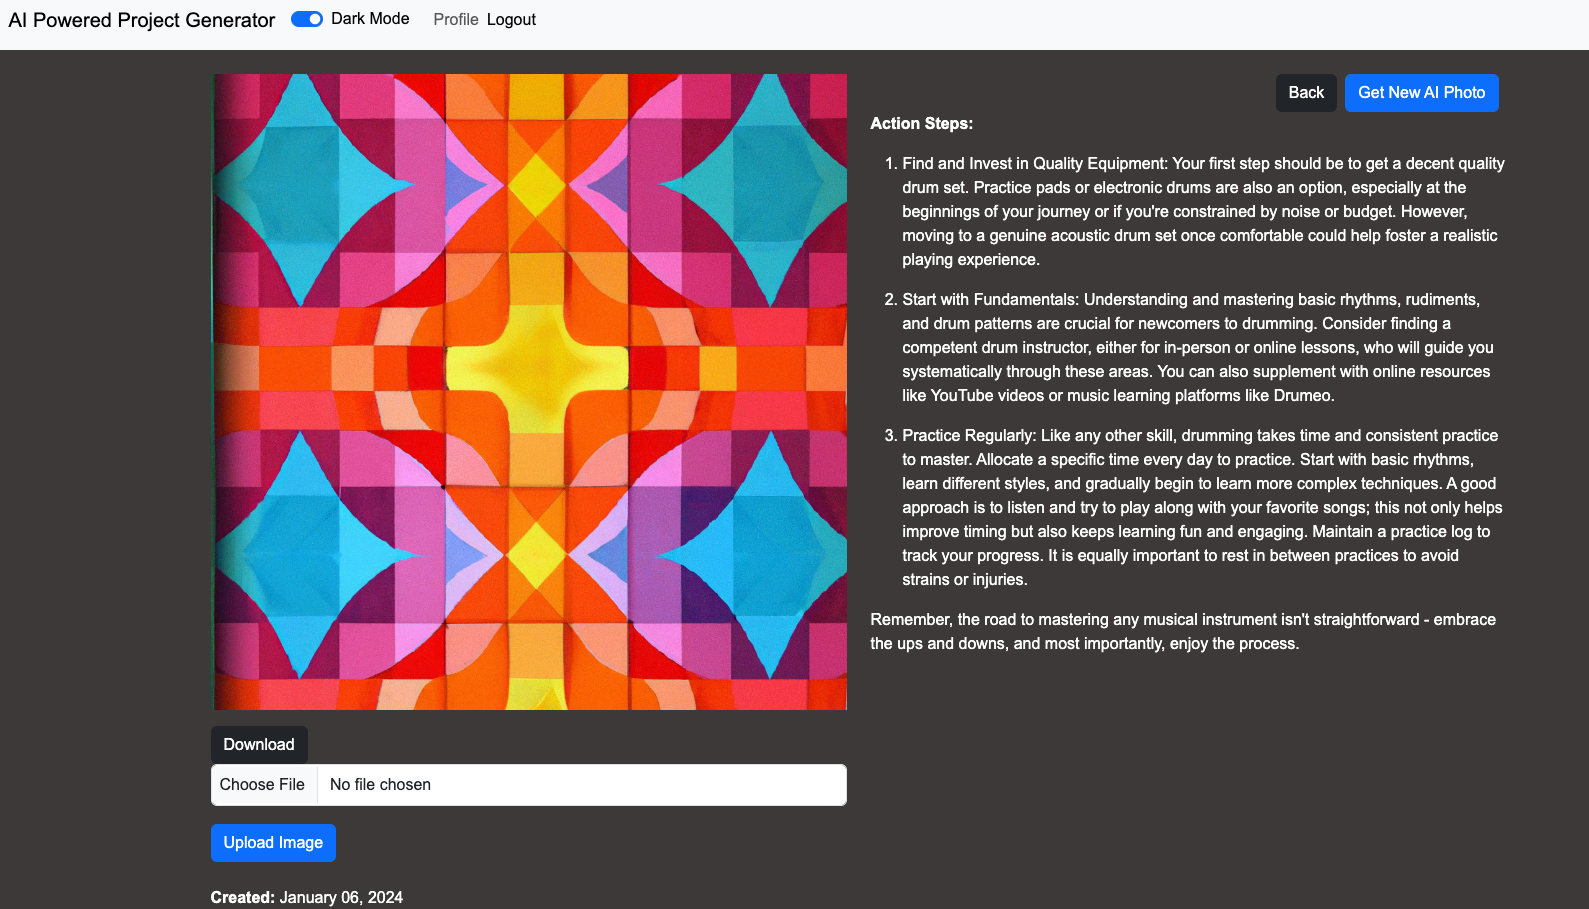 AI Powered Project Generator Dark Mode Profile Logout
Back Get New AI Photo
Action Steps:
1. Find and Invest in Quality Equipment: Your first step should be to get a decent quality
drum set. Practice pads or electronic drums are also an option, especially at the
beginnings of your journey or if you're constrained by noise or budget. However,
moving to a genuine acoustic drum set once comfortable could help foster a realistic
playing experience.
2. Start with Fundamentals: Understanding and mastering basic rhythms, rudiments,
and drum patterns are crucial for newcomers to drumming. Consider finding a
competent drum instructor, either for in-person or online lessons, who will guide you
systematically through these areas. You can also supplement with online resources
like YouTube videos or music learning platforms like Drumeo.
3. Practice Regularly: Like any other skill, drumming takes time and consistent practice
to master. Allocate a specific time every day to practice. Start with basic rhythms,
learn different styles, and gradually begin to learn more complex techniques. A good
approach is to listen and try to play along with your favorite songs; this not only helps
improve timing but also keeps learning fun and engaging. Maintain a practice log to
track your progress. It is equally important to rest in between practices to avoid
strains or injuries.
Remember, the road to mastering any musical instrument isn't straightforward - embrace
the ups and downs, and most importantly, enjoy the process.
Download
Choose File No file chosen
Upload Image
Created: January 06, 2024